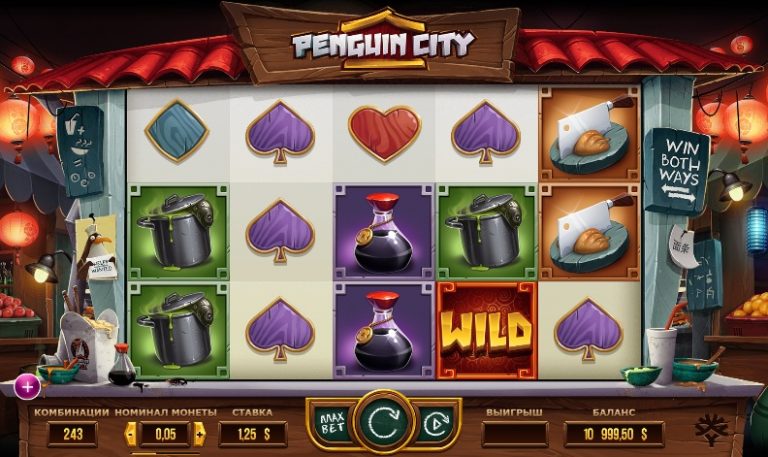 PENGUIN CITY
WIN
BOTH
WAYS
WILD
КОМБИНАЦИИ
НОМИНАЛ МОНЕТЫ
СТАВКА
MAX
BET
ВЫИГРЫШ
БАЛАНС
243
0,05
1,25 $
10 999,50 $